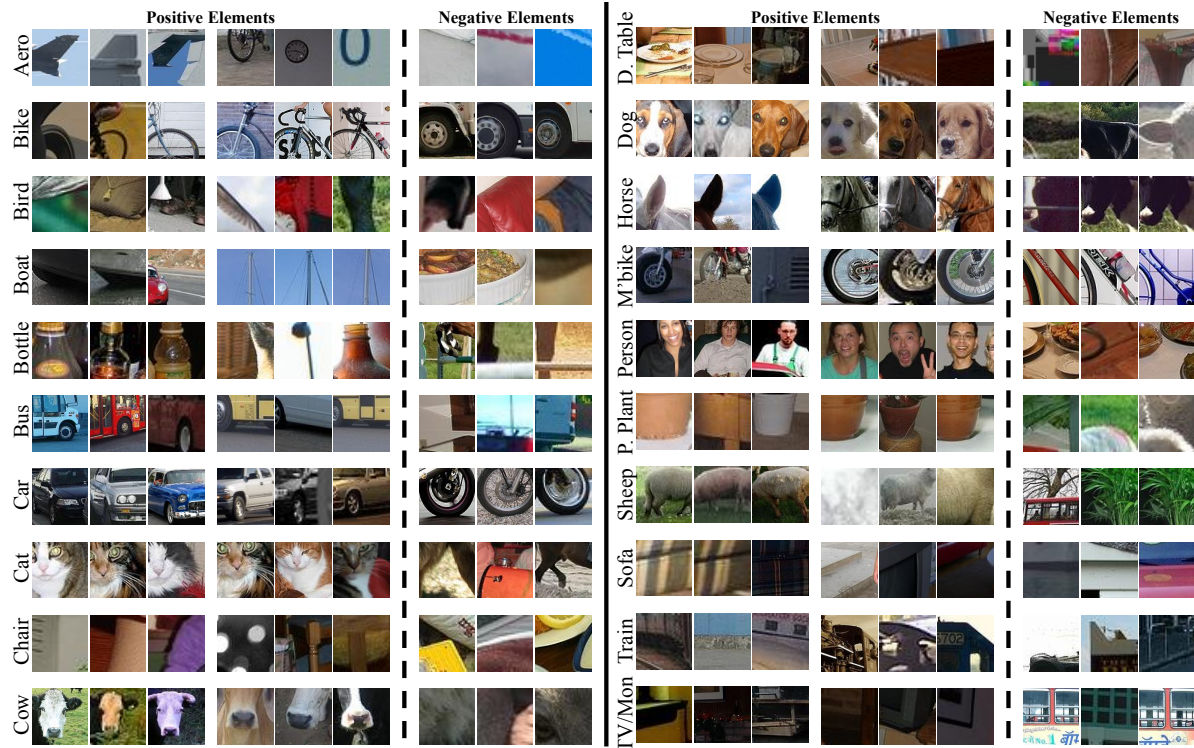 Positive Elements Negative Elements Positive Elements Negative Elements
Aero
Bike
Bird
Boat
Bottle
Bus
Car
Cat
Chair
Cow
D. Table
Dog
Horse
M'bike
Person
P. Plant
Sheep
Sofa
Train
6702
TV/Mon